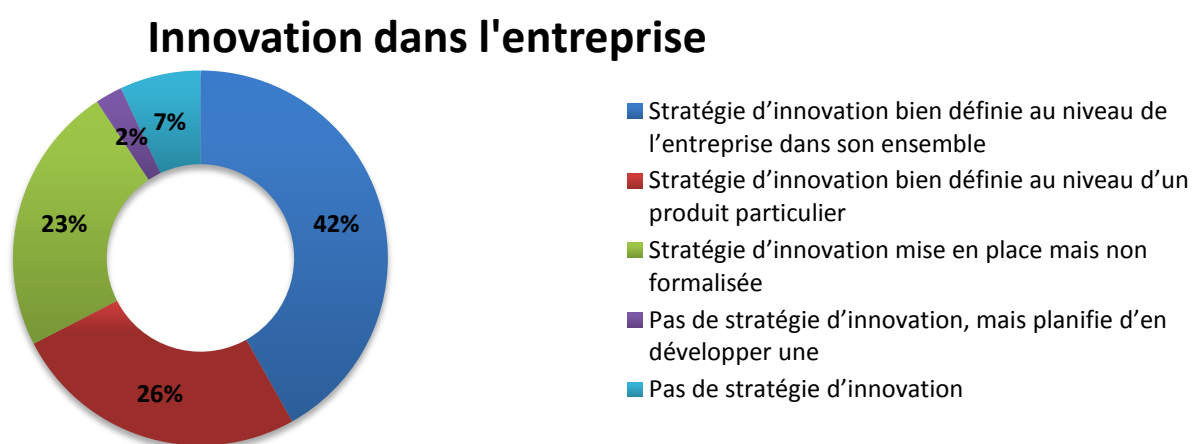 Innovation dans l'entreprise
42%
26%
23%
2%
7%
Stratégie d’innovation bien définie au niveau de
l’entreprise dans son ensemble
Stratégie d’innovation bien définie au niveau d’un
produit particulier
Stratégie d’innovation mise en place mais non
formalisée
Pas de stratégie d’innovation, mais planifie d’en
développer une
Pas de stratégie d’innovation